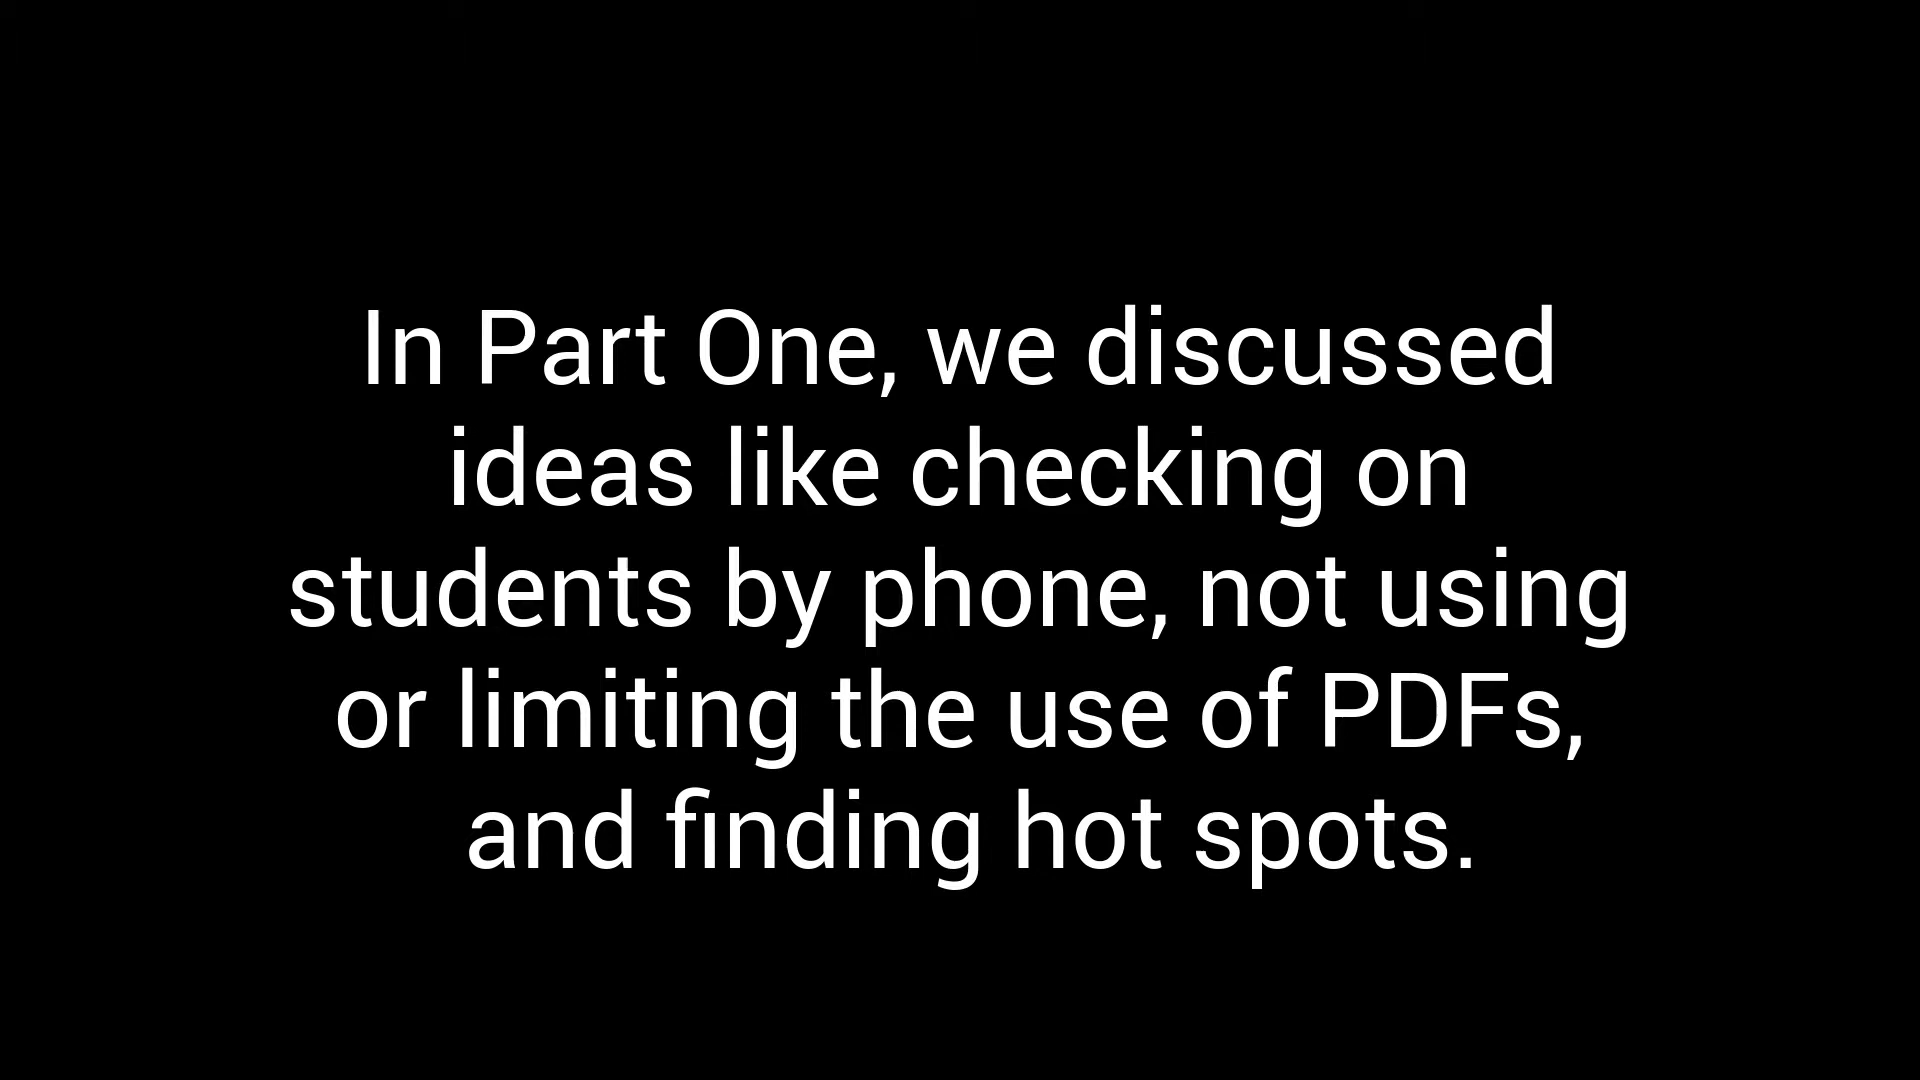 In Part One, we discussed
ideas like checking on
students by phone, not using
or limiting the use of PDFs,
and finding hot spots.